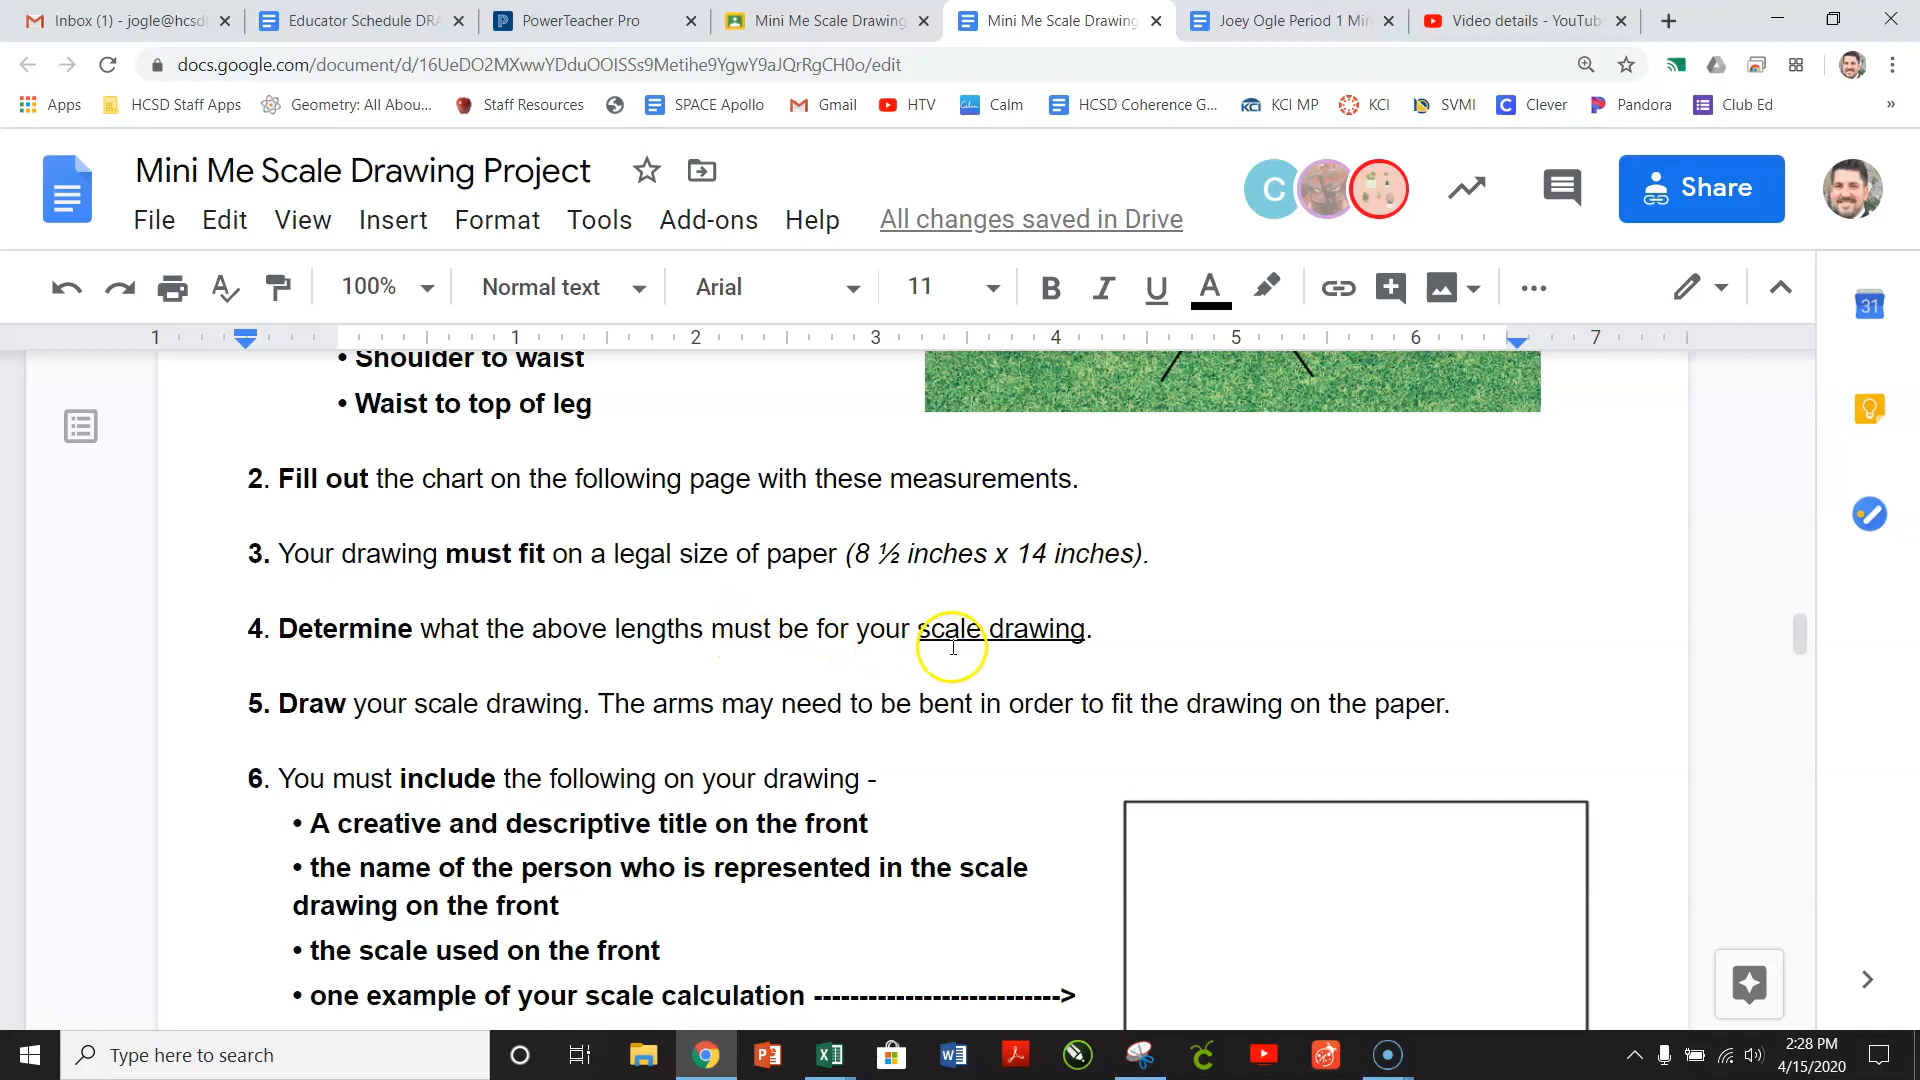 Inbox (1) - jogle@hcsd
Educator Schedule DRA
PowerTeacher Pro
Mini Me Scale Drawing
Mini Me Scale Drawing
Joey Ogle Period 1 Min
Video details - YouTube
docs.google.com/document/d/16UeDO2MXwwYDduOOISSs9Metihe9YgwY9aJQrRgCH0o/edit
Apps
HCSD Staff Apps
Geometry: All Abou...
Staff Resources
SPACE Apollo
Gmail
HTV
Calm
HCSD Coherence G...
KCI MP
KCI
SVMI
Clever
Pandora
Club Ed
»
Mini Me Scale Drawing Project
C
Share
File Edit View Insert Format Tools Add-ons Help All changes saved in Drive
100% Normal text Arial 11 B I U A
31
1 1 2 3 4 5 6 7
• Shoulder to waist
• Waist to top of leg
2. Fill out the chart on the following page with these measurements.
3. Your drawing must fit on a legal size of paper (8 ½ inches x 14 inches).
4. Determine what the above lengths must be for your scale drawing.
5. Draw your scale drawing. The arms may need to be bent in order to fit the drawing on the paper.
6. You must include the following on your drawing -
• A creative and descriptive title on the front
• the name of the person who is represented in the scale
drawing on the front
• the scale used on the front
• one example of your scale calculation --------------------------->
Type here to search
2:28 PM
4/15/2020